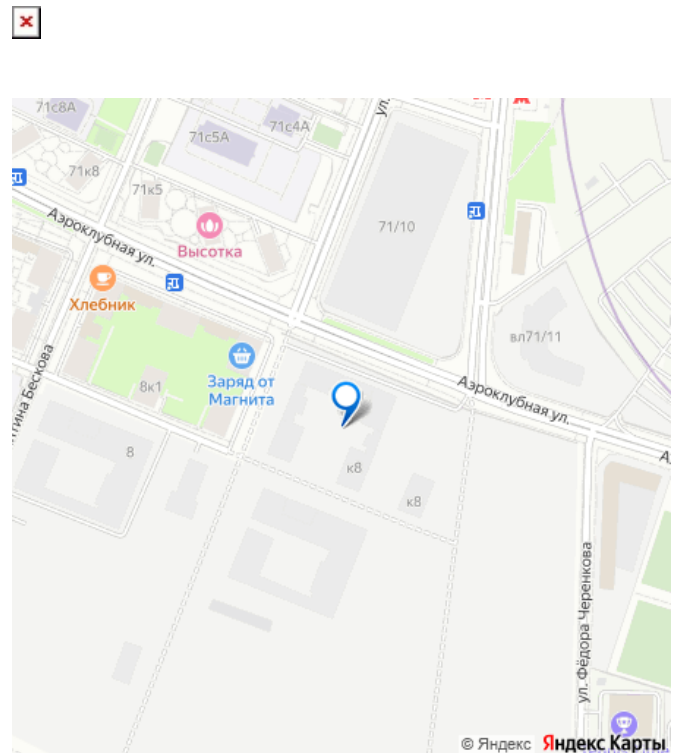 71с8А
71с4А
ул.
71с5А
71к8
71к5
71/10
Аэроклубная ул.
Высотка
Хлебник
вл71/11
Заряд от
Магнита
8к1
Аэроклубная ул.
8
к8
к8
ул. Фёдора Черенкова
© Яндекс Яндекс Карты